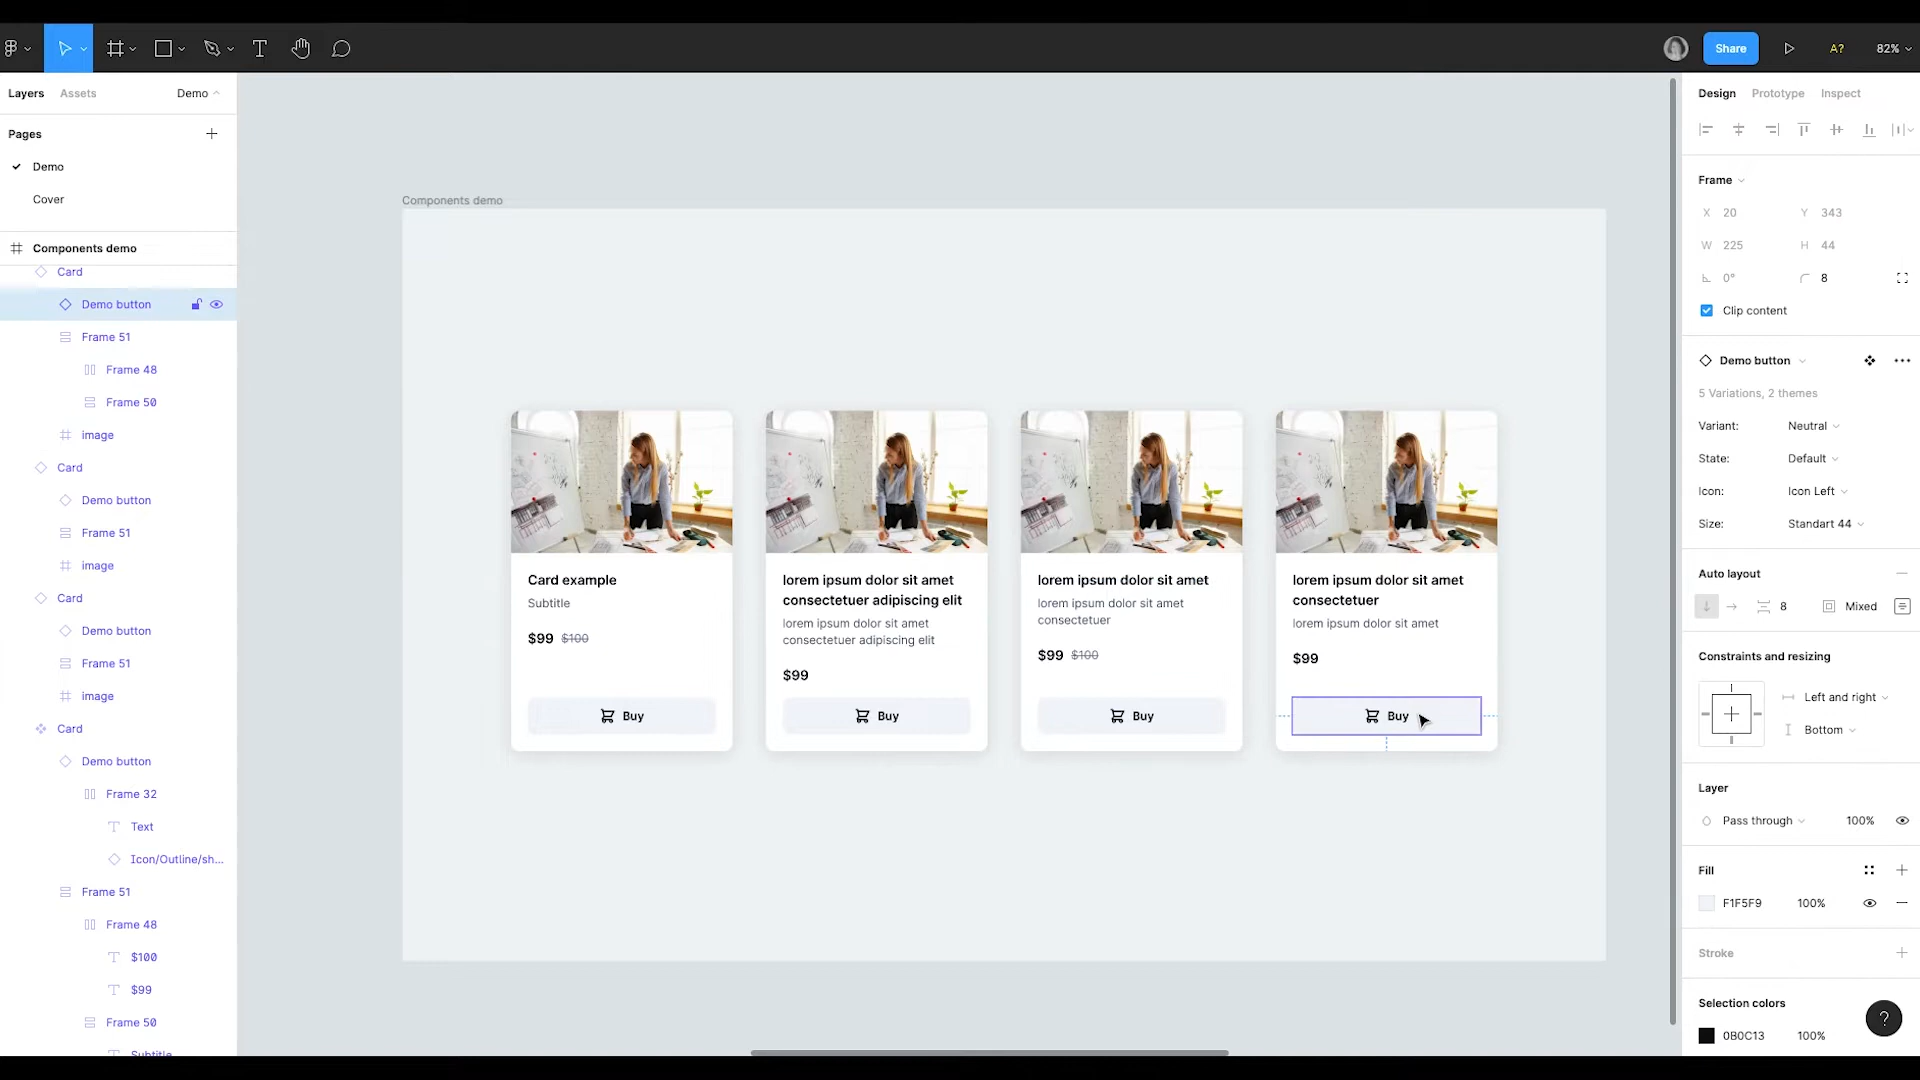 Share
A?
82%
Layers
Assets
Demo
Pages
Demo
Cover
Components demo
Card
Demo button
Frame 51
Frame 48
Frame 50
image
Card
Demo button
Frame 51
image
Card
Demo button
Frame 51
image
Card
Demo button
Frame 32
Text
Icon/Outline/sh...
Frame 51
Frame 48
$100
$99
Frame 50
Subtitle
Components demo
Card example
Subtitle
$99 $100
Buy
lorem ipsum dolor sit amet
consectetuer adipiscing elit
lorem ipsum dolor sit amet
consectetuer adipiscing elit
$99
Buy
lorem ipsum dolor sit amet
lorem ipsum dolor sit amet
consectetuer
$99 $100
Buy
lorem ipsum dolor sit amet
consectetuer
lorem ipsum dolor sit amet
$99
Buy
Design
Prototype
Inspect
Frame
X 20
Y 343
W 225
H 44
0°
8
Clip content
Demo button
5 Variations, 2 themes
Variant: Neutral
State: Default
Icon: Icon Left
Size: Standart 44
Auto layout
8
Mixed
Constraints and resizing
Left and right
Bottom
Layer
Pass through 100%
Fill
F1F5F9 100%
Stroke
Selection colors
0B0C13 100%
?